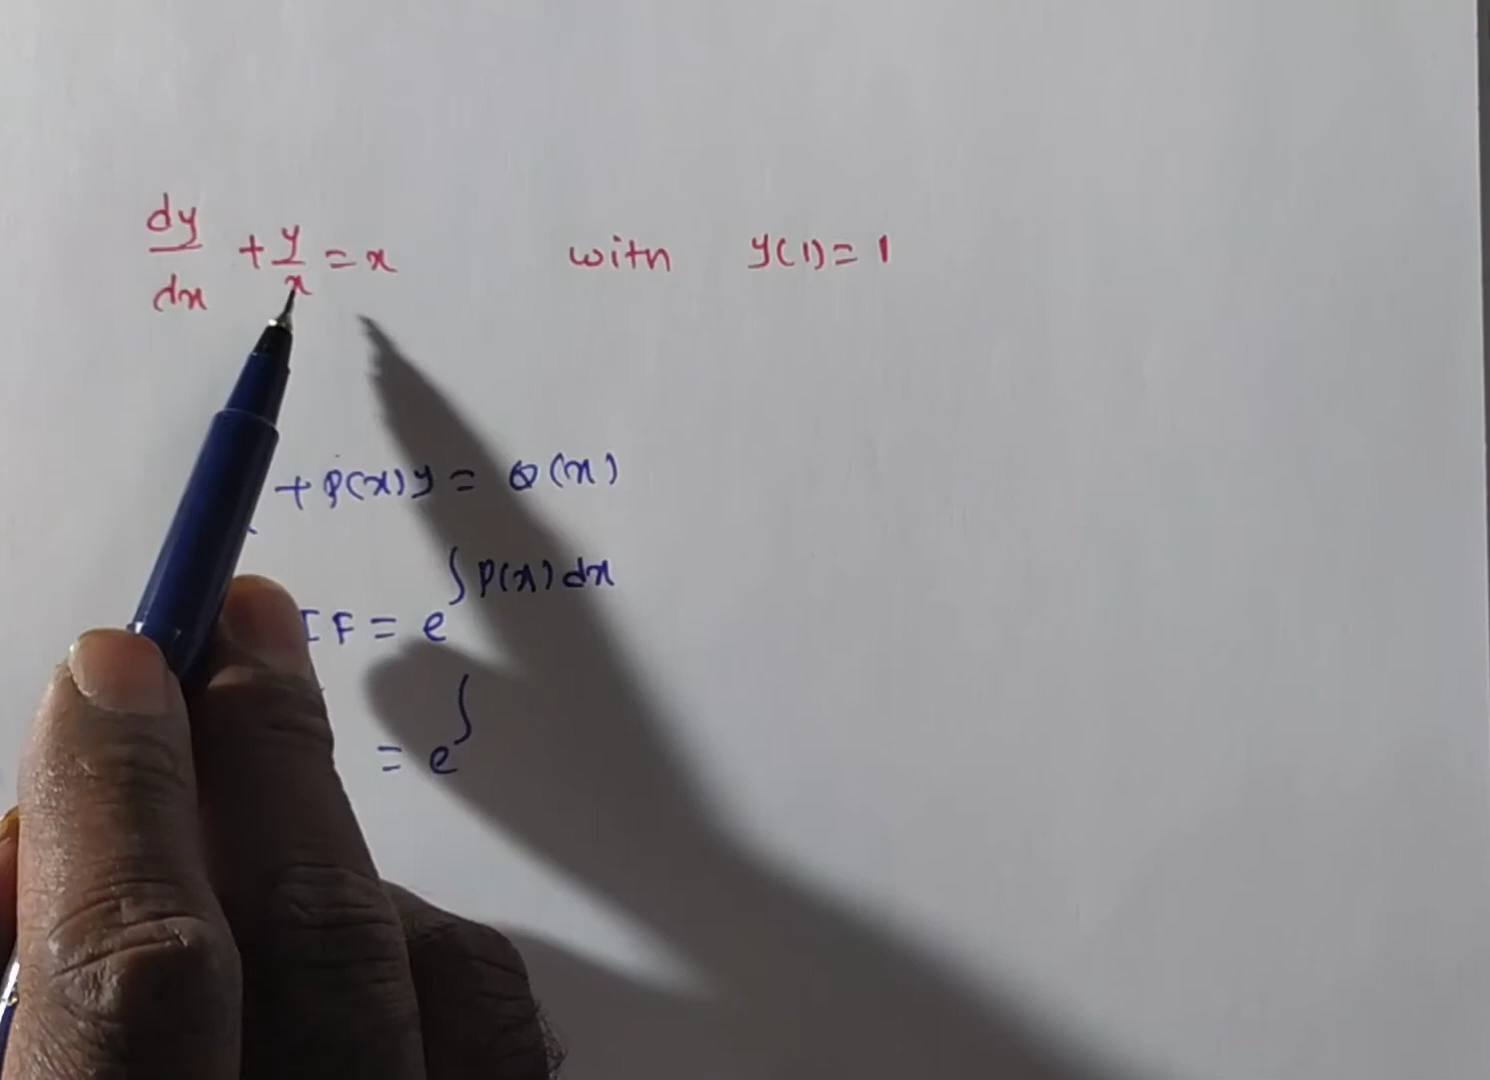 dy/dx + y/x = x with y(1) = 1
+ P(x)y = Q(x)
IF = e^∫P(x)dx
= e^∫